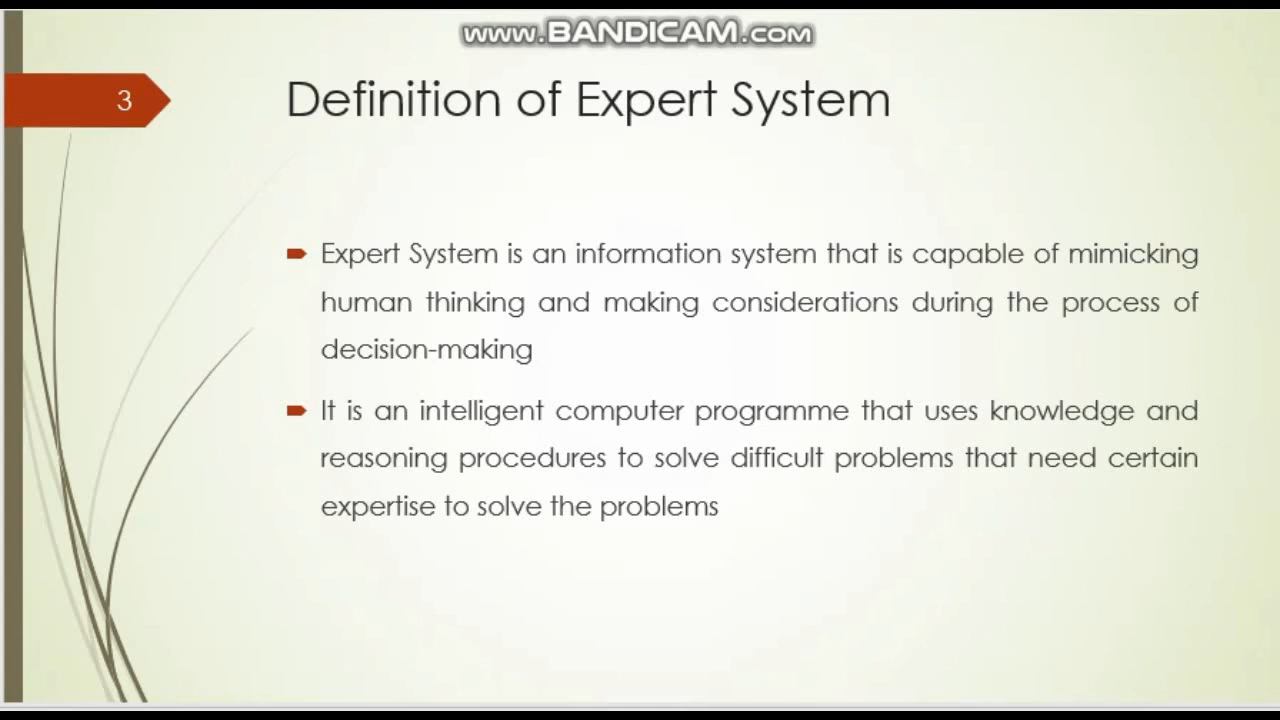 www.BANDICAM.com
3
Definition of Expert System
Expert System is an information system that is capable of mimicking
human thinking and making considerations during the process of
decision-making
It is an intelligent computer programme that uses knowledge and
reasoning procedures to solve difficult problems that need certain
expertise to solve the problems